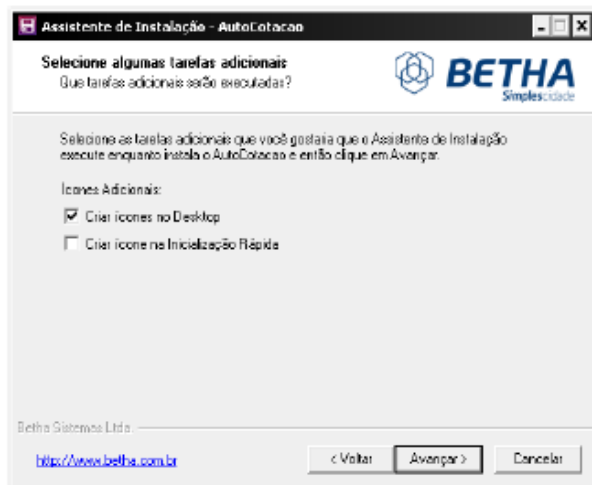 Assistente de Instalação - AutoCotacao
Selecione algumas tarefas adicionais
Que tarefas adicionais serão executadas?
BETHA
Simplescidade
Selecione as tarefas adicionais que você gostaria que o Assistente de Instalação
execute enquanto instala o AutoCotacao e então clique em Avançar.
Ícones Adicionais:
Criar ícones no Desktop
Criar ícone na Inicialização Rápida
Betha Sistemas Ltda.
http://www.betha.com.br
< Voltar
Avançar >
Cancelar